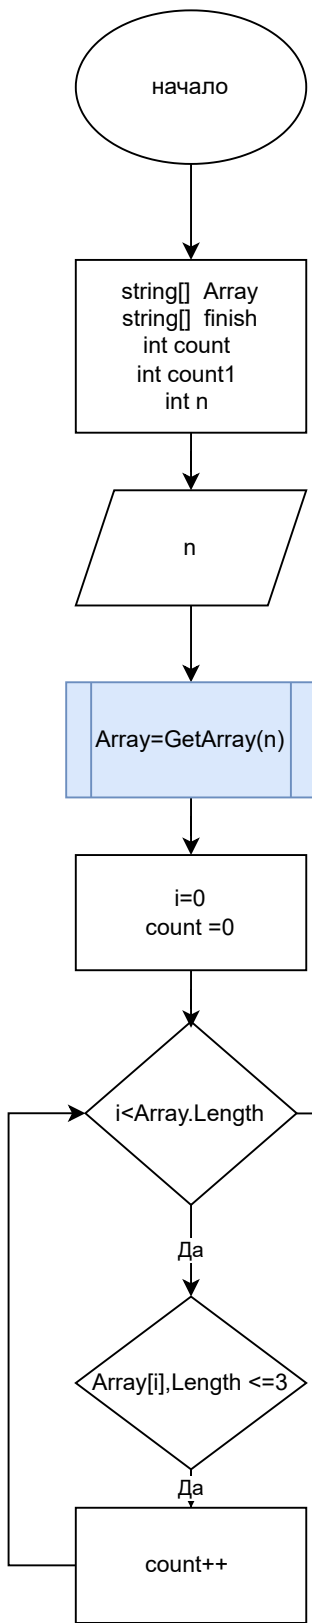 начало
string[]  Array
string[]  finish
int count
int count1
int n
n
Array=GetArray(n)
i=0
count =0
i<Array.Length
Да
Array[i],Length <=3
Да
count++